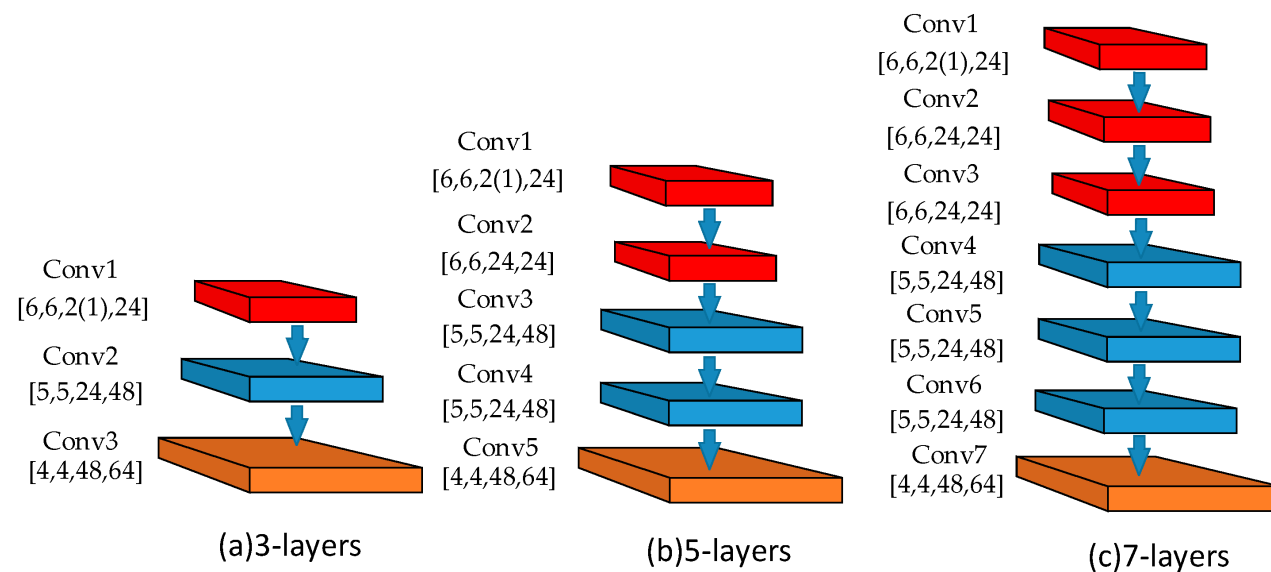 Conv1
[6,6,2(1),24]
Conv2
[5,5,24,48]
Conv3
[4,4,48,64]
(a)3-layers
Conv1
[6,6,2(1),24]
Conv2
[6,6,24,24]
Conv3
[5,5,24,48]
Conv4
[5,5,24,48]
Conv5
[4,4,48,64]
(b)5-layers
Conv1
[6,6,2(1),24]
Conv2
[6,6,24,24]
Conv3
[6,6,24,24]
Conv4
[5,5,24,48]
Conv5
[5,5,24,48]
Conv6
[5,5,24,48]
Conv7
[4,4,48,64]
(c)7-layers